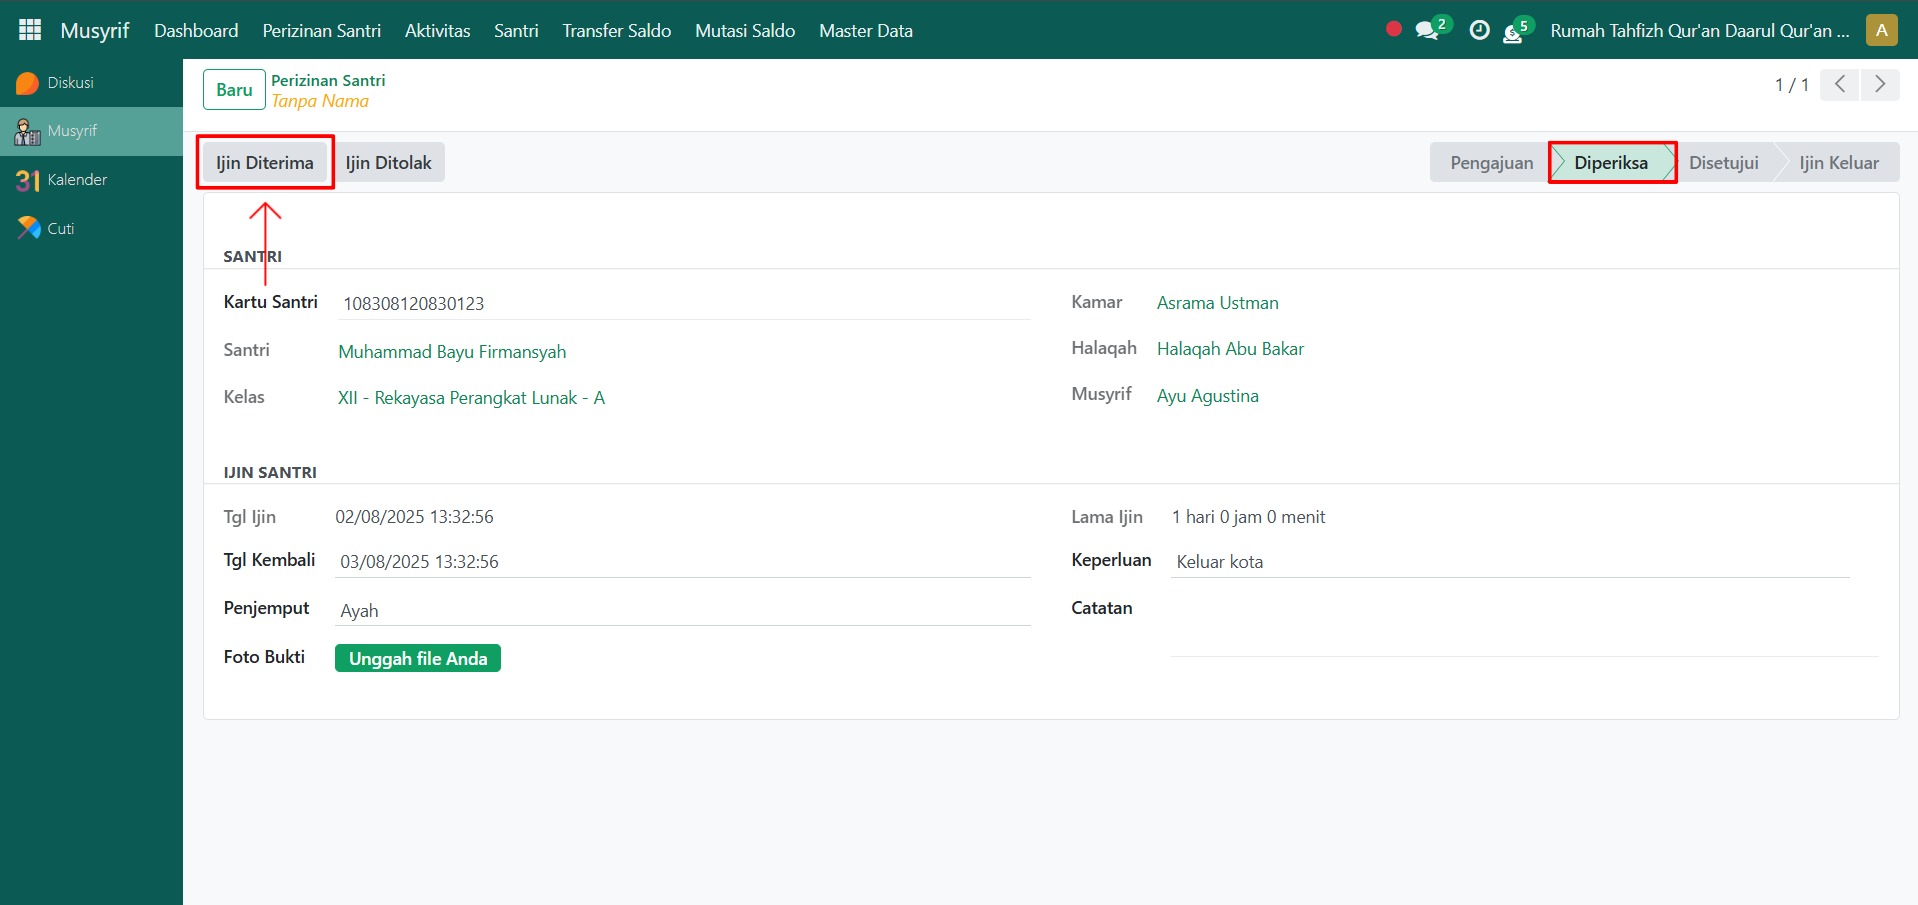 Musyrif Dashboard Perizinan Santri Aktivitas Santri Transfer Saldo Mutasi Saldo Master Data 2 5 Rumah Tahfizh Qur'an Daarul Qur'an ... A
Diskusi
Musyrif
31 Kalender
Cuti
Baru
Perizinan Santri
Tanpa Nama
1 / 1
Ijin Diterima Ijin Ditolak
Pengajuan Diperiksa Disetujui Ijin Keluar
SANTRI
Kartu Santri 108308120830123
Santri Muhammad Bayu Firmansyah
Kelas XII - Rekayasa Perangkat Lunak - A
Kamar Asrama Ustman
Halaqah Halaqah Abu Bakar
Musyrif Ayu Agustina
IJIN SANTRI
Tgl Ijin 02/08/2025 13:32:56
Tgl Kembali 03/08/2025 13:32:56
Penjemput Ayah
Foto Bukti Unggah file Anda
Lama Ijin 1 hari 0 jam 0 menit
Keperluan Keluar kota
Catatan